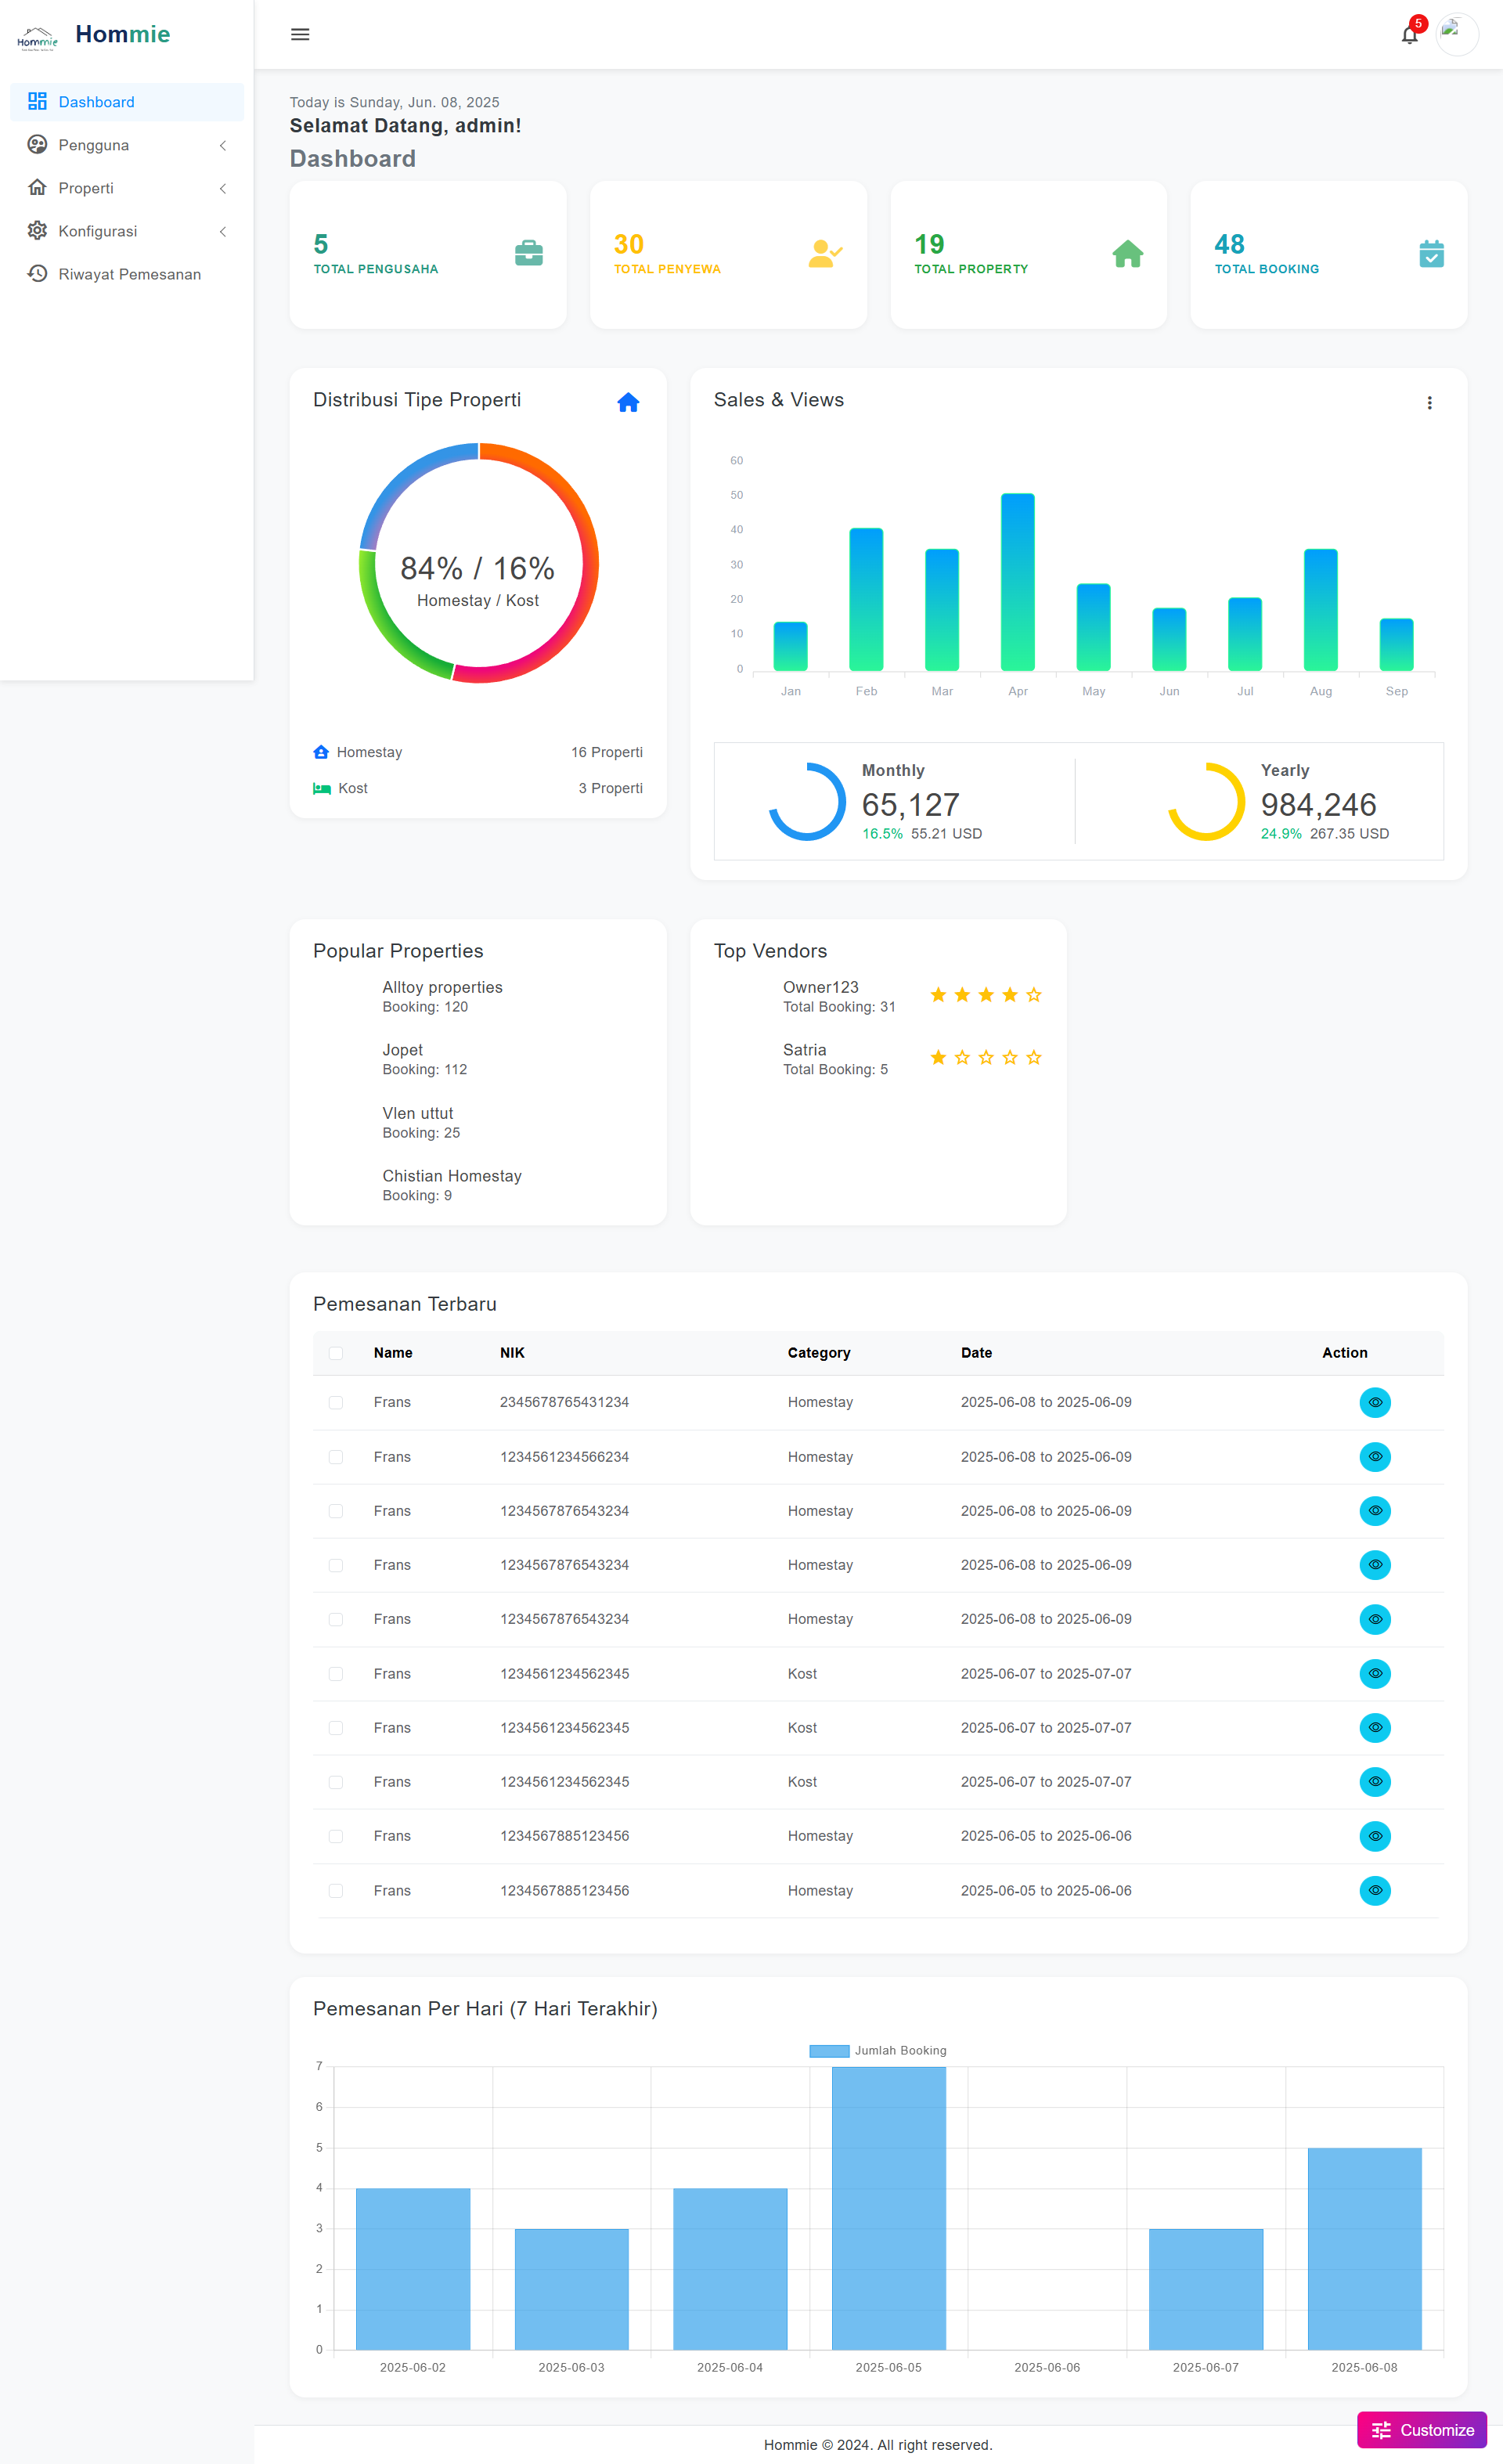 Hommie
Hommie
5
Dashboard
Pengguna
Properti
Konfigurasi
Riwayat Pemesanan
Today is Sunday, Jun. 08, 2025
Selamat Datang, admin!
Dashboard
5
TOTAL PENGUSAHA
30
TOTAL PENYEWA
19
TOTAL PROPERTY
48
TOTAL BOOKING
Distribusi Tipe Properti
84% / 16%
Homestay / Kost
Homestay 16 Properti
Kost 3 Properti
Sales & Views
60
50
40
30
20
10
0
Jan Feb Mar Apr May Jun Jul Aug Sep
Monthly
65,127
16.5% 55.21 USD
Yearly
984,246
24.9% 267.35 USD
Popular Properties
Alltoy properties
Booking: 120
Jopet
Booking: 112
Vlen uttut
Booking: 25
Chistian Homestay
Booking: 9
Top Vendors
Owner123
Total Booking: 31
Satria
Total Booking: 5
Pemesanan Terbaru
Name NIK Category Date Action
Frans 2345678765431234 Homestay 2025-06-08 to 2025-06-09
Frans 1234561234566234 Homestay 2025-06-08 to 2025-06-09
Frans 1234567876543234 Homestay 2025-06-08 to 2025-06-09
Frans 1234567876543234 Homestay 2025-06-08 to 2025-06-09
Frans 1234567876543234 Homestay 2025-06-08 to 2025-06-09
Frans 1234561234562345 Kost 2025-06-07 to 2025-07-07
Frans 1234561234562345 Kost 2025-06-07 to 2025-07-07
Frans 1234561234562345 Kost 2025-06-07 to 2025-07-07
Frans 1234567885123456 Homestay 2025-06-05 to 2025-06-06
Frans 1234567885123456 Homestay 2025-06-05 to 2025-06-06
Pemesanan Per Hari (7 Hari Terakhir)
Jumlah Booking
7
6
5
4
3
2
1
0
2025-06-02 2025-06-03 2025-06-04 2025-06-05 2025-06-06 2025-06-07 2025-06-08
Customize
Hommie © 2024. All right reserved.